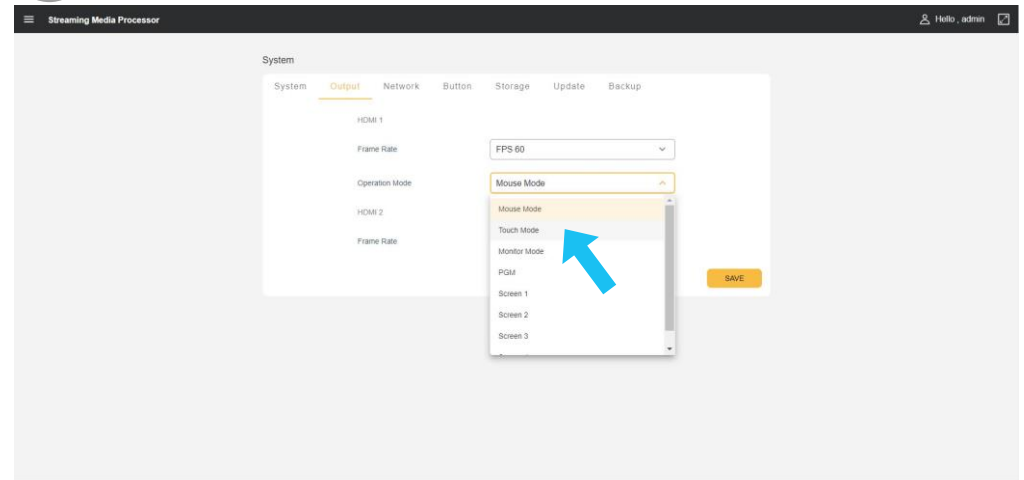 Streaming Media Processor
Hello , admin
System
System Output Network Button Storage Update Backup
HDMI 1
Frame Rate FPS 60
Operation Mode Mouse Mode
HDMI 2
Frame Rate
Mouse Mode
Touch Mode
Monitor Mode
PGM
Screen 1
Screen 2
Screen 3
SAVE